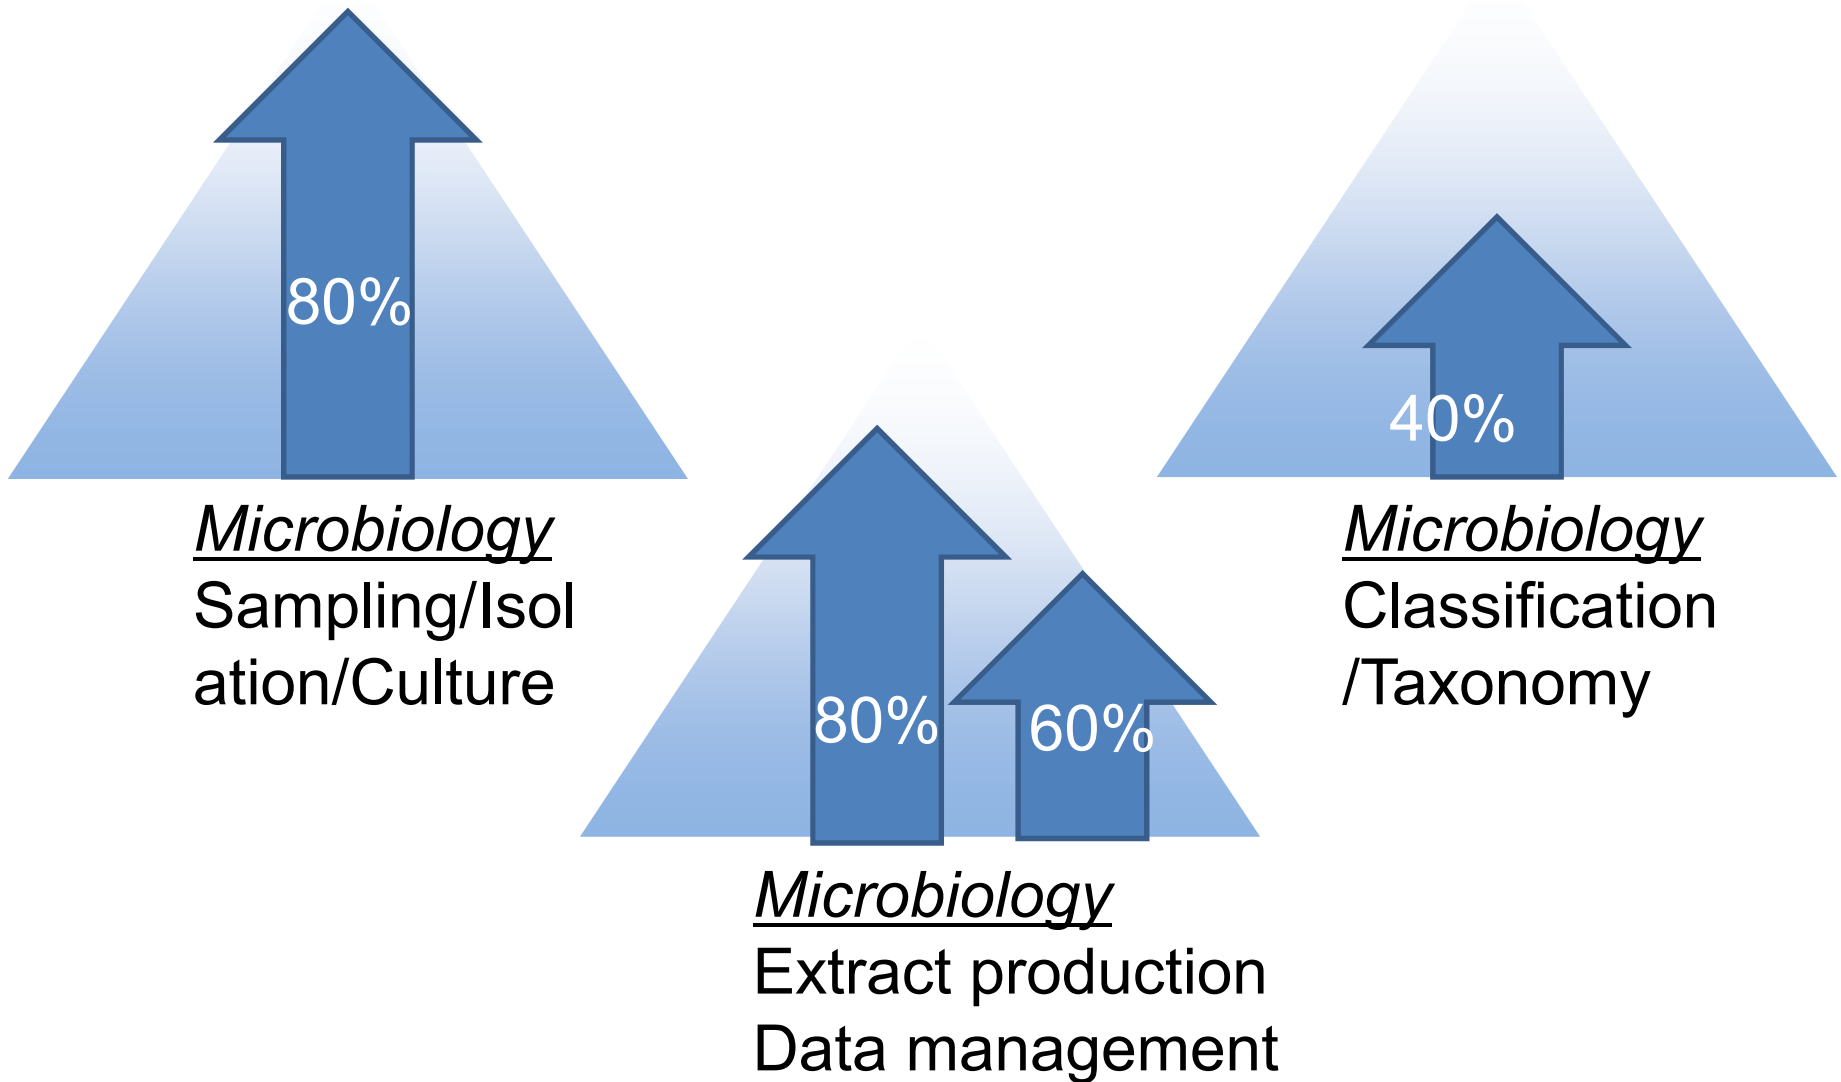 80%
Microbiology
Sampling/Isol
ation/Culture
80%
60%
Microbiology
Extract production
Data management
40%
Microbiology
Classification
/Taxonomy